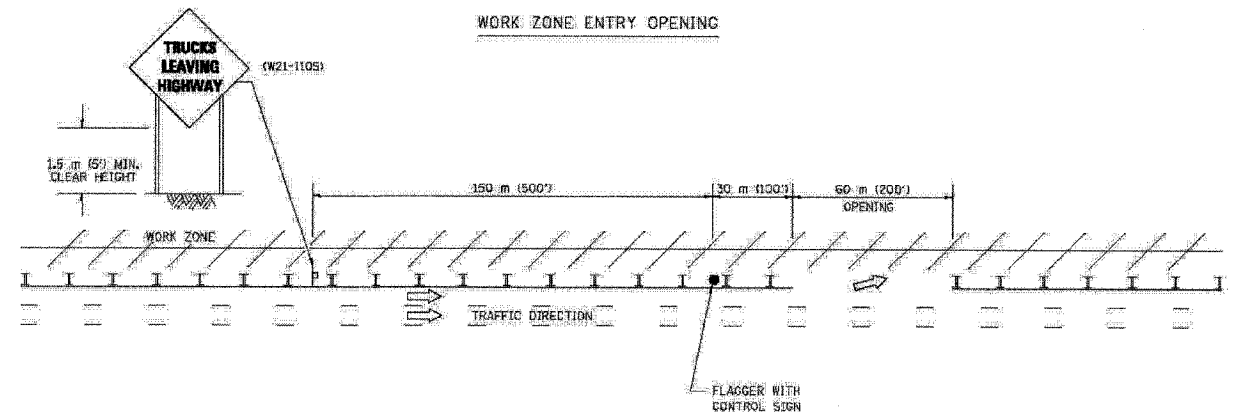 WORK ZONE ENTRY OPENING
TRUCKS
LEAVING
HIGHWAY
(W21-I105)
1.5 m (5') MIN.
CLEAR HEIGHT
150 m (500')
30 m (100')
60 m (200')
OPENING
WORK ZONE
TRAFFIC DIRECTION
FLAGGER WITH
CONTROL SIGN